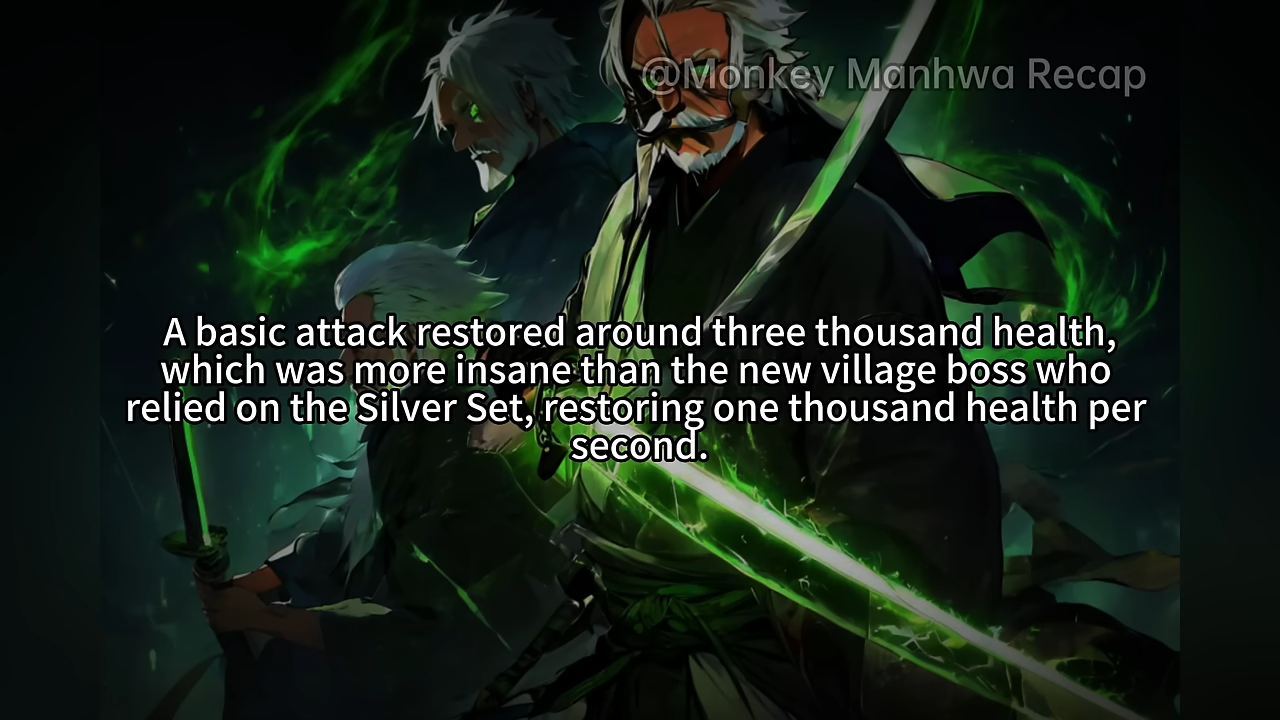 @Monkey Manhwa Recap
A basic attack restored around three thousand health,
which was more insane than the new village boss who
relied on the Silver Set, restoring one thousand health per
second.